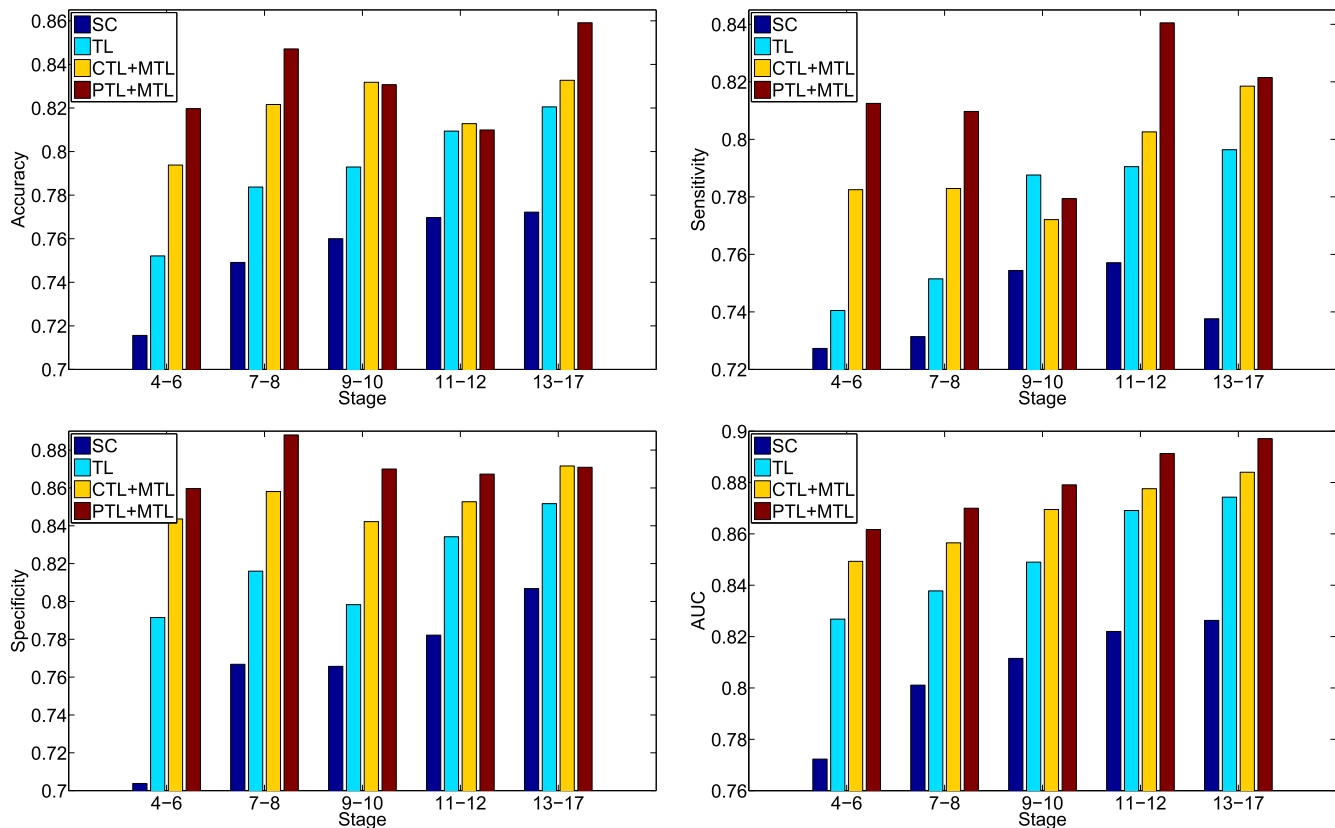 0.86
0.84
0.82
0.8
0.78
0.76
0.74
0.72
0.7
Accuracy
SC
TL
CTL+MTL
PTL+MTL
4−6 7−8 9−10 11−12 13−17
Stage
0.84
0.82
0.8
0.78
0.76
0.74
0.72
Sensitivity
SC
TL
CTL+MTL
PTL+MTL
4−6 7−8 9−10 11−12 13−17
Stage
0.88
0.86
0.84
0.82
0.8
0.78
0.76
0.74
0.72
0.7
Specificity
SC
TL
CTL+MTL
PTL+MTL
4−6 7−8 9−10 11−12 13−17
Stage
0.9
0.88
0.86
0.84
0.82
0.8
0.78
0.76
AUC
SC
TL
CTL+MTL
PTL+MTL
4−6 7−8 9−10 11−12 13−17
Stage